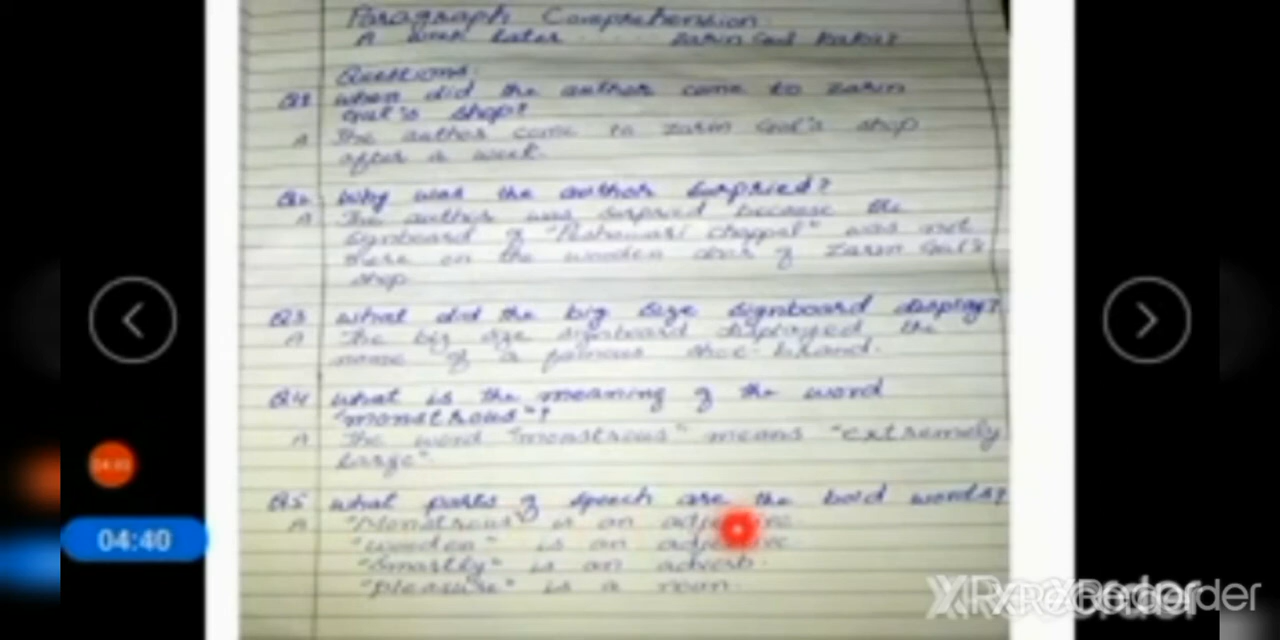 Paragraph Comprehension
A week later ... Zarin Gul Kaka?
Questions:
Q1 When did the author come to Zarin
Gul's shop?
A The author came to Zarin Gul's shop
after a week.
Q2 Why was the author surpried?
A The author was surpried because the
signboard of "Peshawari Chappal" was not
there on the wooden door of Zarin Gul's
shop
Q3 What did the big size signboard display?
A The big size signboard displayed the
name of a famous shoe-brand.
Q4 What is the meaning of the word
"monstrous"?
A The word "monstrous" means "extremely
large".
Q5 What parts of speech are the bold words?
A "Monstrous" is an adjective
"wooden" is an adjective
"Smartly" is an adverb
"Pleasure" is a noun.
04:40
XRecorder